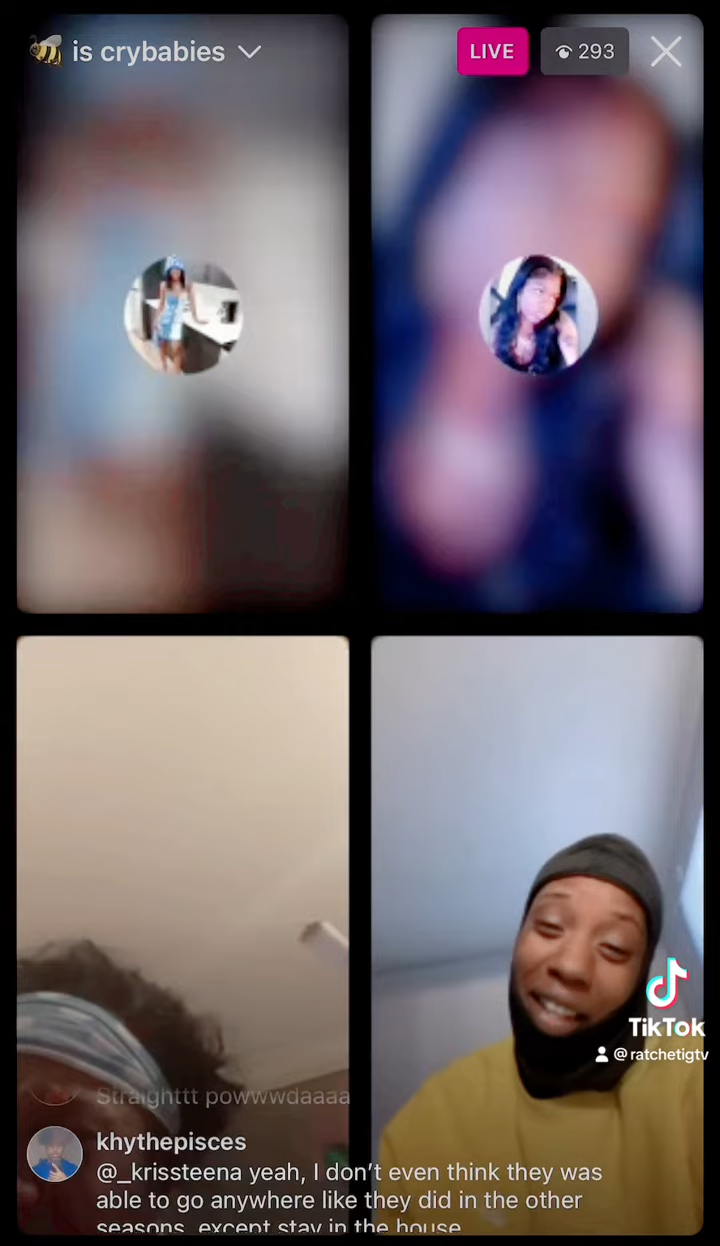 🐝 is crybabies
LIVE
293
Straighttt powwwdaaaa
khythepisces
@_krissteena yeah, I don't even think they was
able to go anywhere like they did in the other
seasons, except stay in the house
TikTok
@ratchetigtv